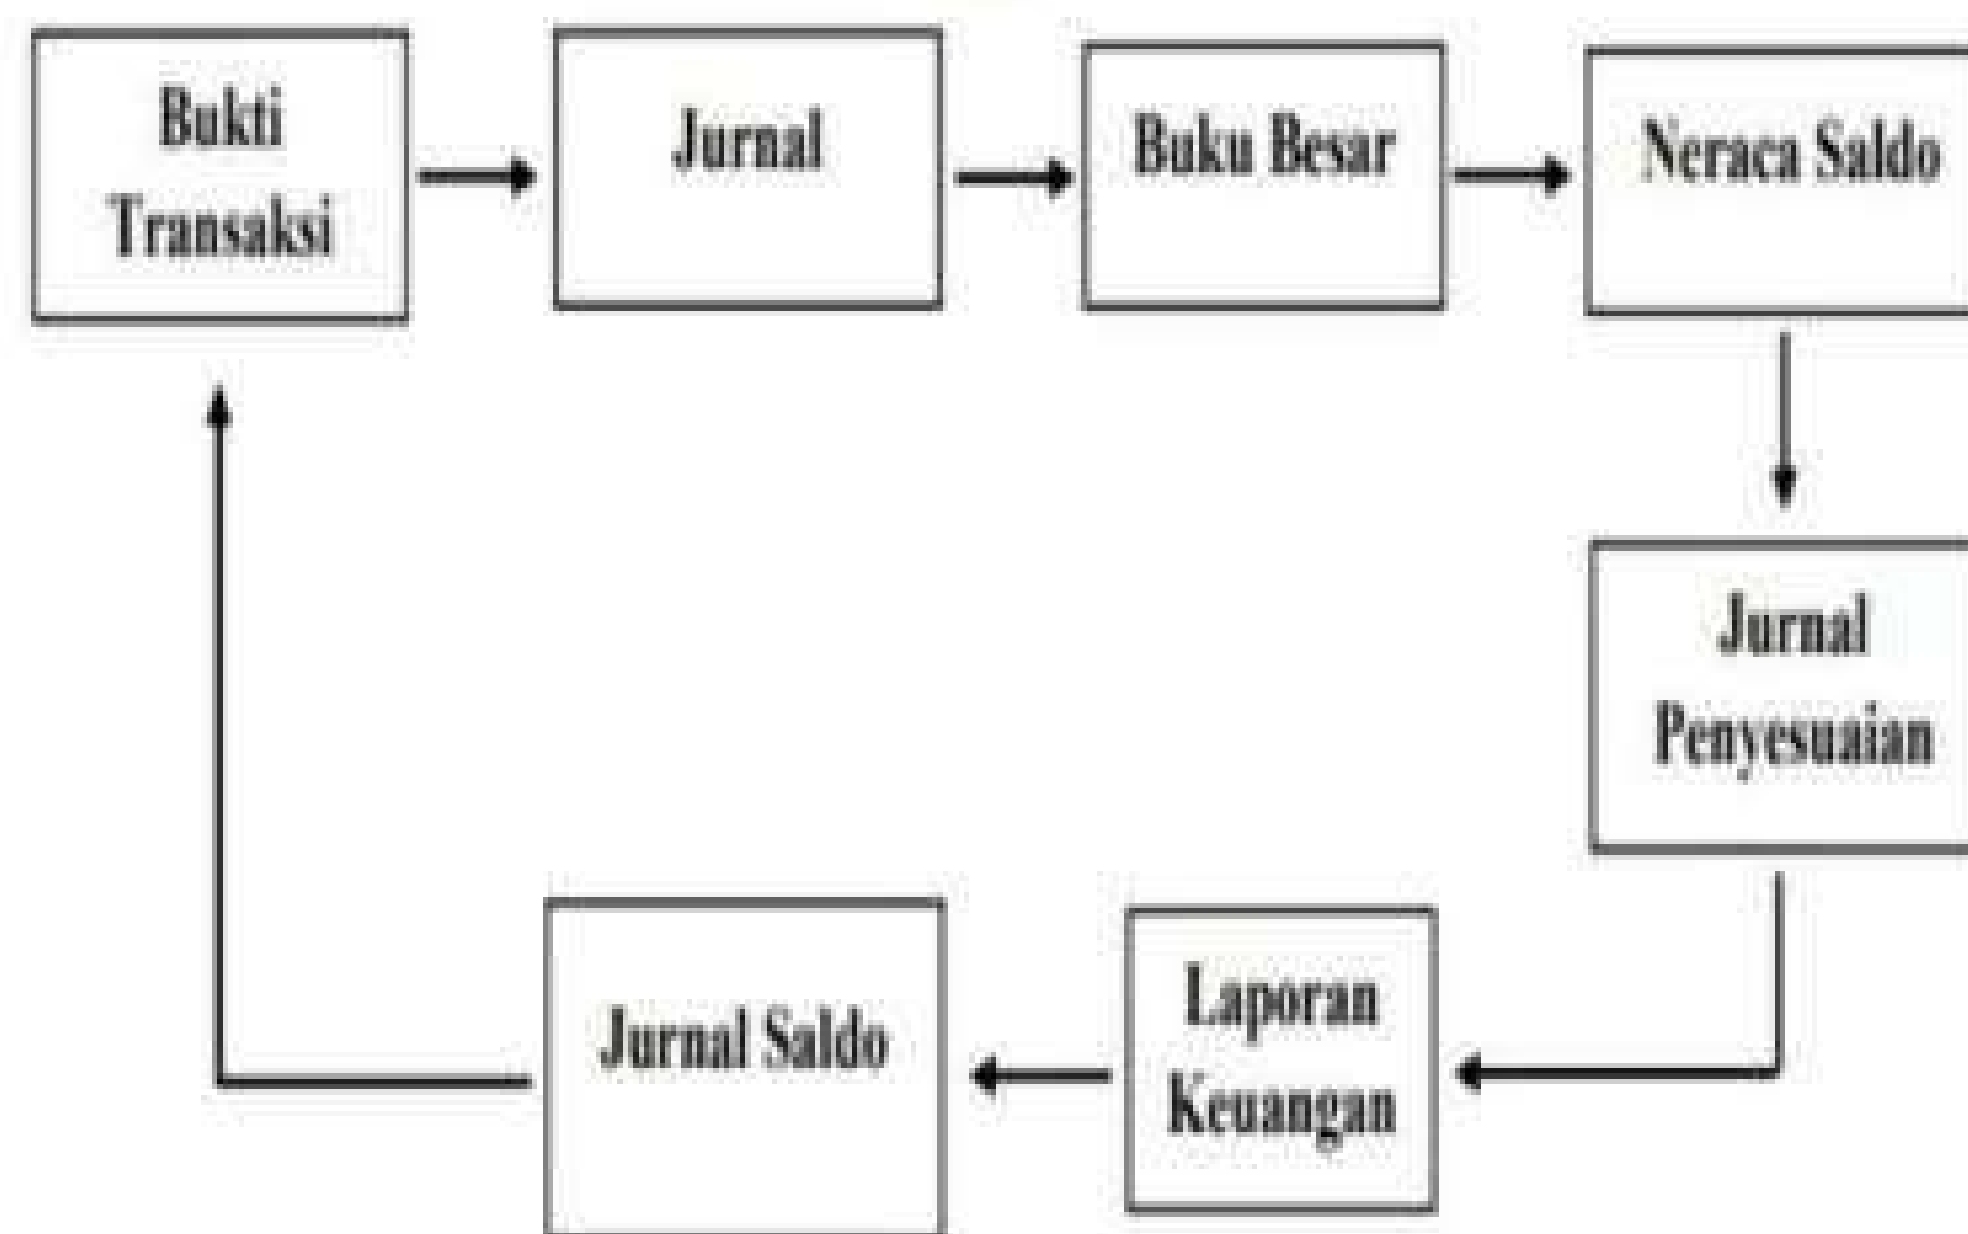 Bukti
Transaksi
Jurnal
Buku Besar
Neraca Saldo
Jurnal
Penyesuaian
Laporan
Keuangan
Jurnal Saldo